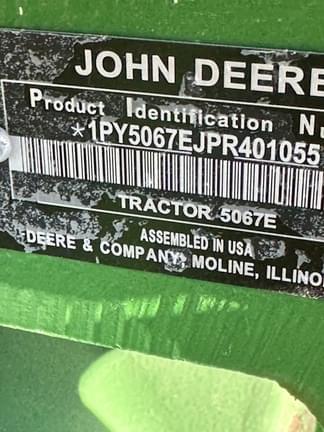 JOHN DEERE
Product Identification N
*1PY5067EJPR401055
TRACTOR 5067E
ASSEMBLED IN USA
DEERE & COMPANY MOLINE, ILLINO